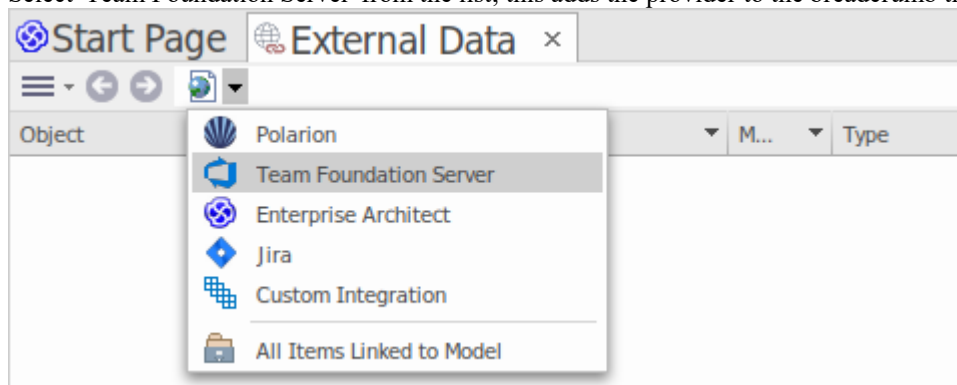 Select 'Team Foundation Server' from the list; this adds the provider to the breadcrumb
Start Page External Data ×
Object M... Type
Polarion
Team Foundation Server
Enterprise Architect
Jira
Custom Integration
All Items Linked to Model